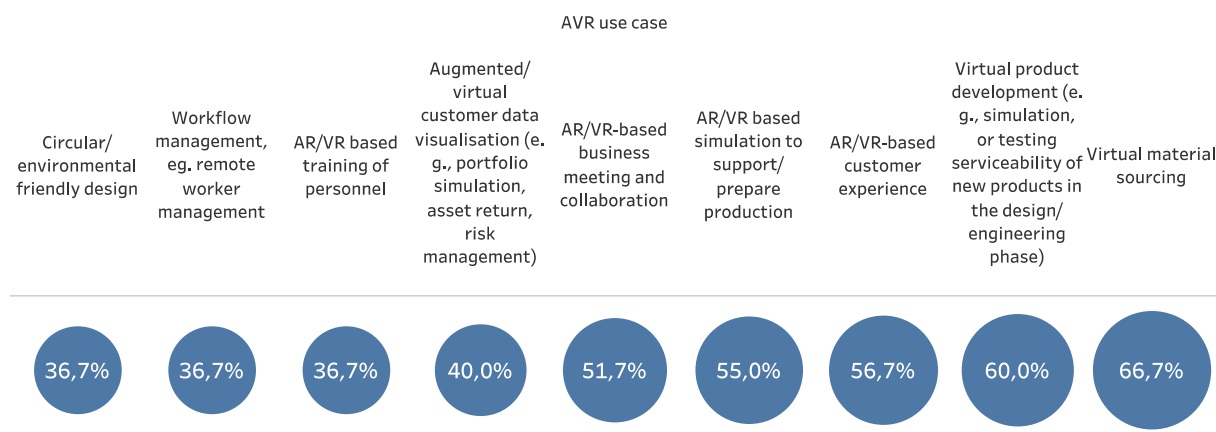 AVR use case
Circular/
environmental
friendly design
Workflow
management,
eg. remote
worker
management
AR/VR based
training of
personnel
Augmented/
virtual
customer data
visualisation (e.
g., portfolio
simulation,
asset return,
risk
management)
AR/VR-based
business
meeting and
collaboration
AR/VR based
simulation to
support/
prepare
production
AR/VR-based
customer
experience
Virtual product
development (e.
g., simulation,
or testing
serviceability of
new products in
the design/
engineering
phase)
Virtual material
sourcing
36,7%
36,7%
36,7%
40,0%
51,7%
55,0%
56,7%
60,0%
66,7%